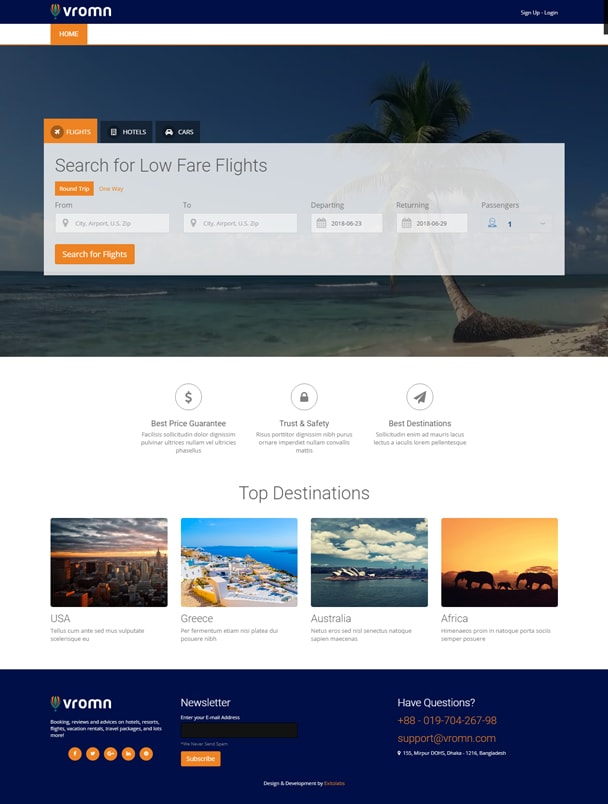 vromn
Sign Up - Login
HOME
FLIGHTS HOTELS CARS
Search for Low Fare Flights
Round Trip One Way
From To Departing Returning Passengers
City, Airport, U.S. Zip City, Airport, U.S. Zip 2018-06-23 2018-06-29 1
Search for Flights
Best Price Guarantee
Facilisis sollicitudin dolor dignissim
pulvinar ultrices nullam vel ultricies
phasellus
Trust & Safety
Risus porttitor dignissim nibh purus
ornare imperdiet nullam convallis
mattis
Best Destinations
Sollicitudin enim ad mauris lacus
lectus a iaculis lorem pellentesque
Top Destinations
USA
Tellus cum ante sed mus vulputate
scelerisque eu
Greece
Per fermentum etiam nisi platea dui
posuere nibh
Australia
Netus eros sed nisl senectus natoque
sapien maecenas
Africa
Himenaeos proin in natoque porta sociis
semper posuere
vromn
Booking, reviews and advices on hotels, resorts,
flights, vacation rentals, travel packages, and lots
more!
Newsletter
Enter your E-mail Address
*We Never Send Spam
Subscribe
Have Questions?
+88 - 019-704-267-98
support@vromn.com
155, Mirpur DOHS, Dhaka - 1216, Bangladesh
Design & Development by